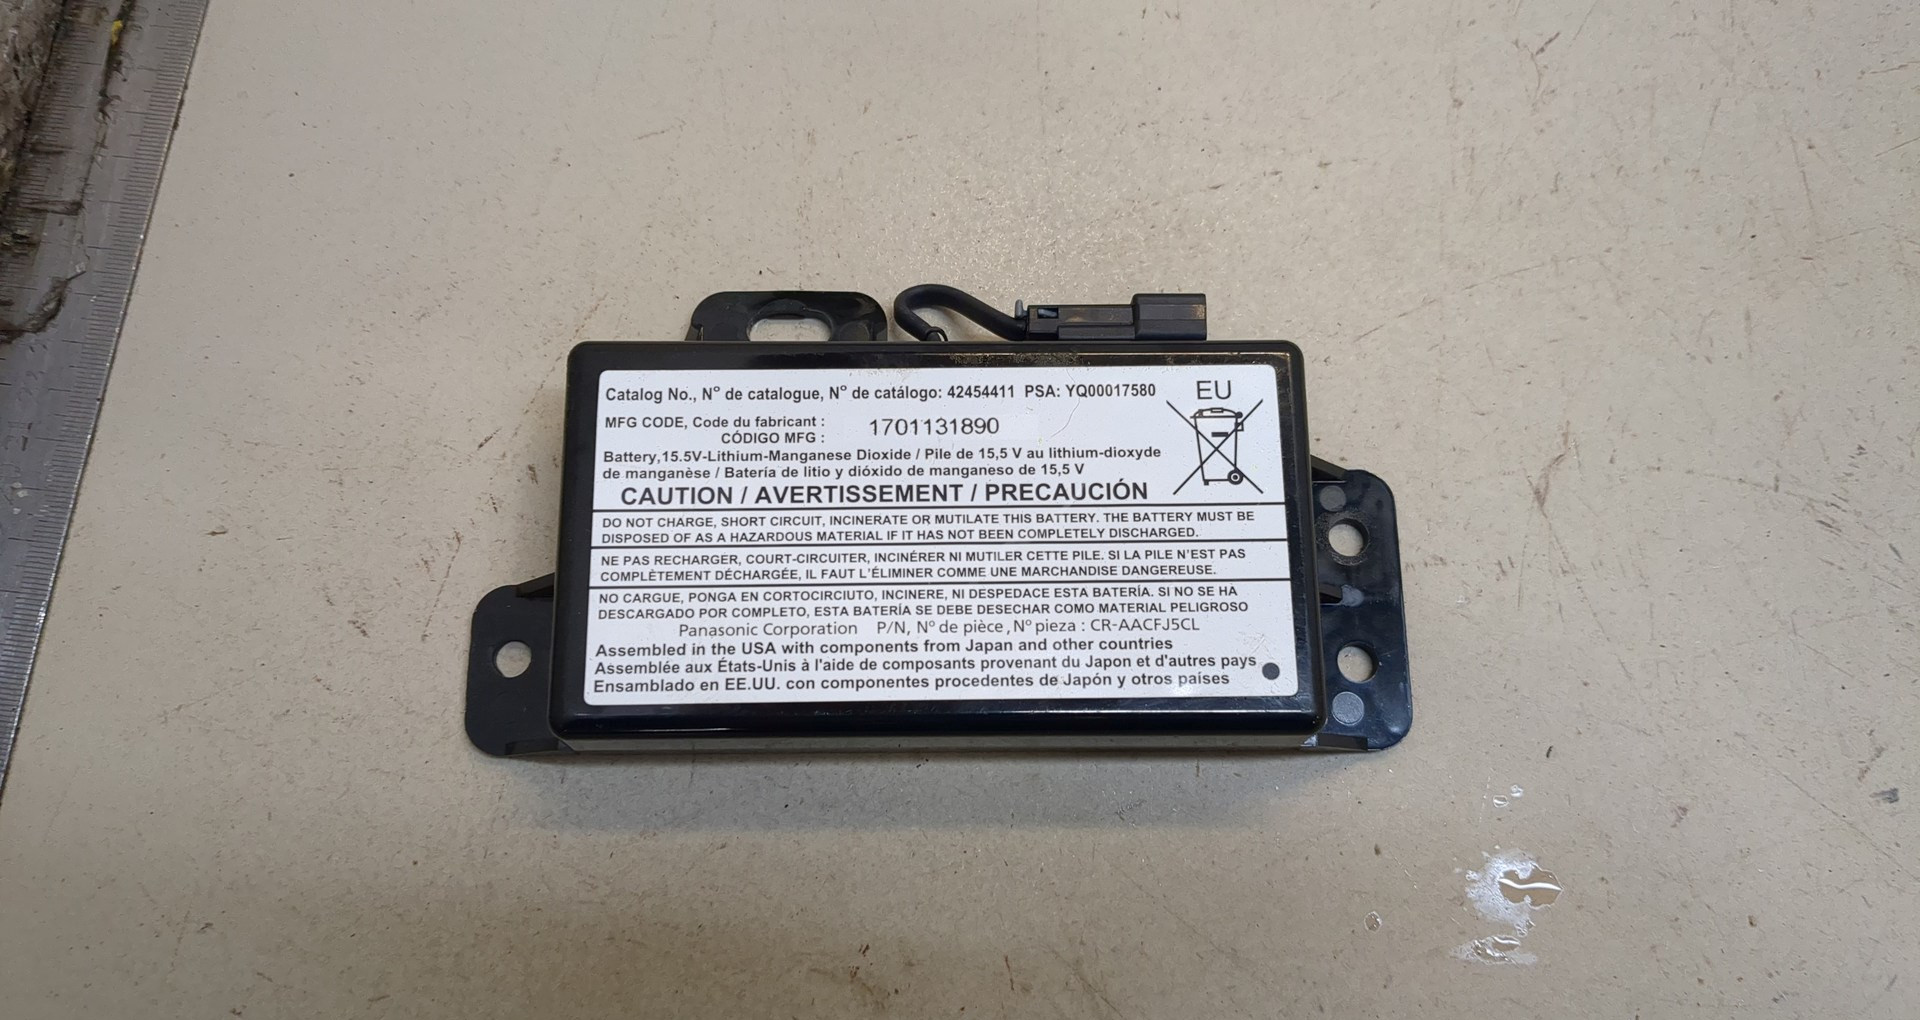 Catalog No., N° de catalogue, N° de catálogo: 42454411 PSA: YQ00017580
EU
MFG CODE, Code du fabricant :
CÓDIGO MFG :
1701131890
Battery,15.5V-Lithium-Manganese Dioxide / Pile de 15,5 V au lithium-dioxyde
de manganèse / Batería de litio y dióxido de manganeso de 15,5 V
CAUTION / AVERTISSEMENT / PRECAUCIÓN
DO NOT CHARGE, SHORT CIRCUIT, INCINERATE OR MUTILATE THIS BATTERY. THE BATTERY MUST BE
DISPOSED OF AS A HAZARDOUS MATERIAL IF IT HAS NOT BEEN COMPLETELY DISCHARGED.
NE PAS RECHARGER, COURT-CIRCUITER, INCINÉRER NI MUTILER CETTE PILE. SI LA PILE N'EST PAS
COMPLÈTEMENT DÉCHARGÉE, IL FAUT L'ÉLIMINER COMME UNE MARCHANDISE DANGEREUSE.
NO CARGUE, PONGA EN CORTOCIRCIUTO, INCINERE, NI DESPEDACE ESTA BATERÍA. SI NO SE HA
DESCARGADO POR COMPLETO, ESTA BATERÍA SE DEBE DESECHAR COMO MATERIAL PELIGROSO
Panasonic Corporation P/N, N° de pièce, N° pieza : CR-AACFJ5CL
Assembled in the USA with components from Japan and other countries
Assemblée aux États-Unis à l'aide de composants provenant du Japon et d'autres pays
Ensamblado en EE.UU. con componentes procedentes de Japón y otros países